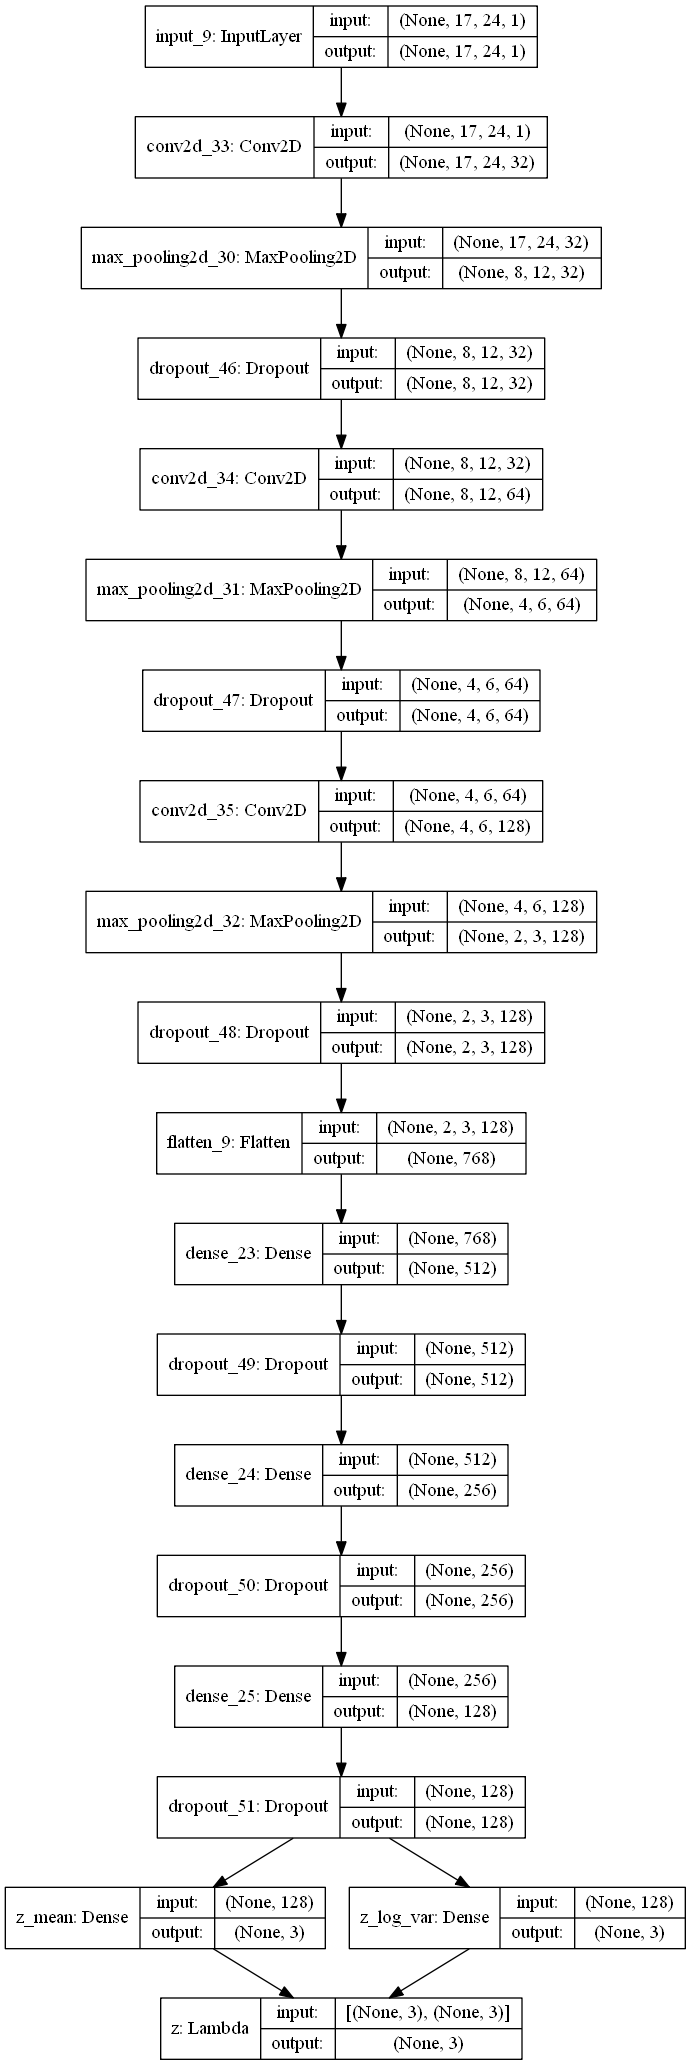 input_9: InputLayer
input: (None, 17, 24, 1)
output: (None, 17, 24, 1)
conv2d_33: Conv2D
input: (None, 17, 24, 1)
output: (None, 17, 24, 32)
max_pooling2d_30: MaxPooling2D
input: (None, 17, 24, 32)
output: (None, 8, 12, 32)
dropout_46: Dropout
input: (None, 8, 12, 32)
output: (None, 8, 12, 32)
conv2d_34: Conv2D
input: (None, 8, 12, 32)
output: (None, 8, 12, 64)
max_pooling2d_31: MaxPooling2D
input: (None, 8, 12, 64)
output: (None, 4, 6, 64)
dropout_47: Dropout
input: (None, 4, 6, 64)
output: (None, 4, 6, 64)
conv2d_35: Conv2D
input: (None, 4, 6, 64)
output: (None, 4, 6, 128)
max_pooling2d_32: MaxPooling2D
input: (None, 4, 6, 128)
output: (None, 2, 3, 128)
dropout_48: Dropout
input: (None, 2, 3, 128)
output: (None, 2, 3, 128)
flatten_9: Flatten
input: (None, 2, 3, 128)
output: (None, 768)
dense_23: Dense
input: (None, 768)
output: (None, 512)
dropout_49: Dropout
input: (None, 512)
output: (None, 512)
dense_24: Dense
input: (None, 512)
output: (None, 256)
dropout_50: Dropout
input: (None, 256)
output: (None, 256)
dense_25: Dense
input: (None, 256)
output: (None, 128)
dropout_51: Dropout
input: (None, 128)
output: (None, 128)
z_mean: Dense
input: (None, 128)
output: (None, 3)
z_log_var: Dense
input: (None, 128)
output: (None, 3)
z: Lambda
input: [(None, 3), (None, 3)]
output: (None, 3)